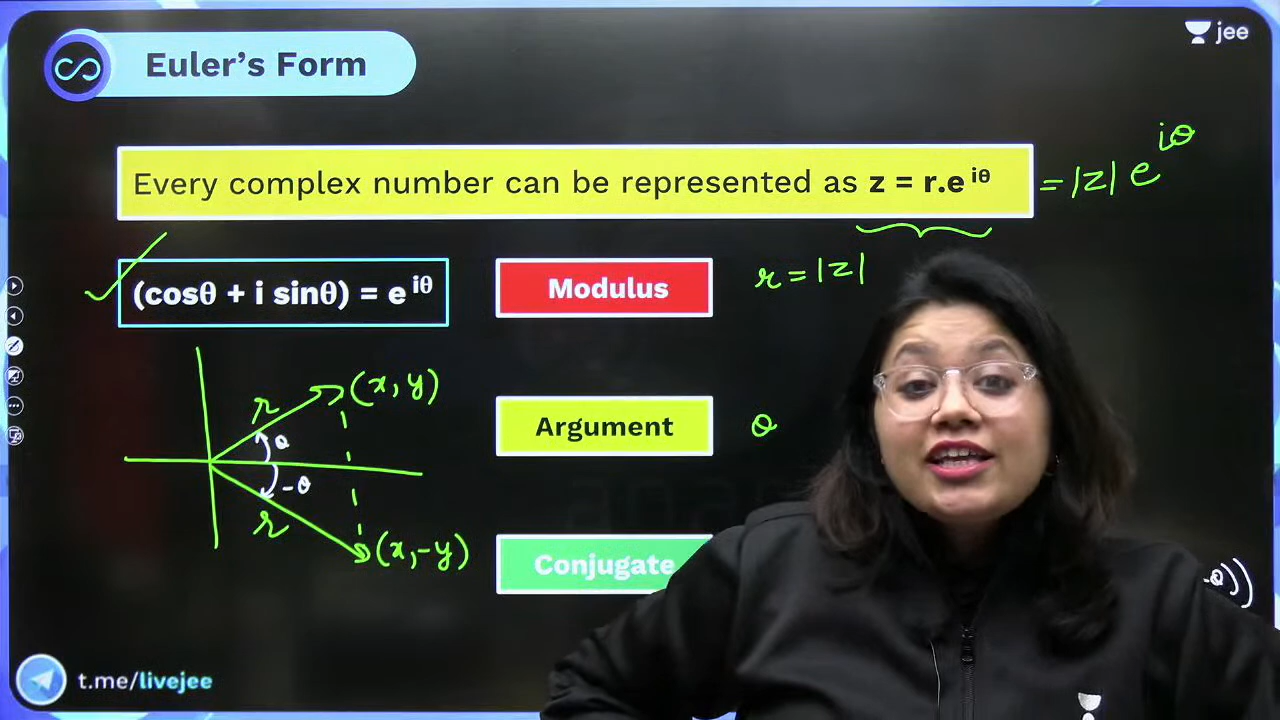 jee
Euler's Form
Every complex number can be represented as z = r.e^iθ = |z| e^iθ
(cosθ + i sinθ) = e^iθ
Modulus
r = |z|
(x, y)
r
θ
Argument
θ
-θ
r
(x, -y)
Conjugate
-θ))
t.me/livejee